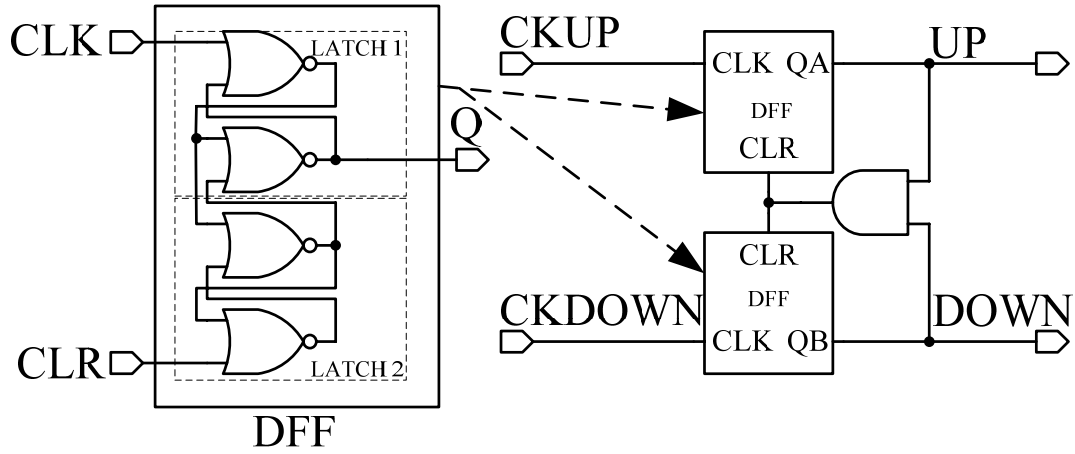 CLK
LATCH 1
Q
LATCH 2
CLR
DFF
CKUP
CLK QA
UP
DFF
CLR
CLR
DFF
CKDOWN
CLK QB
DOWN